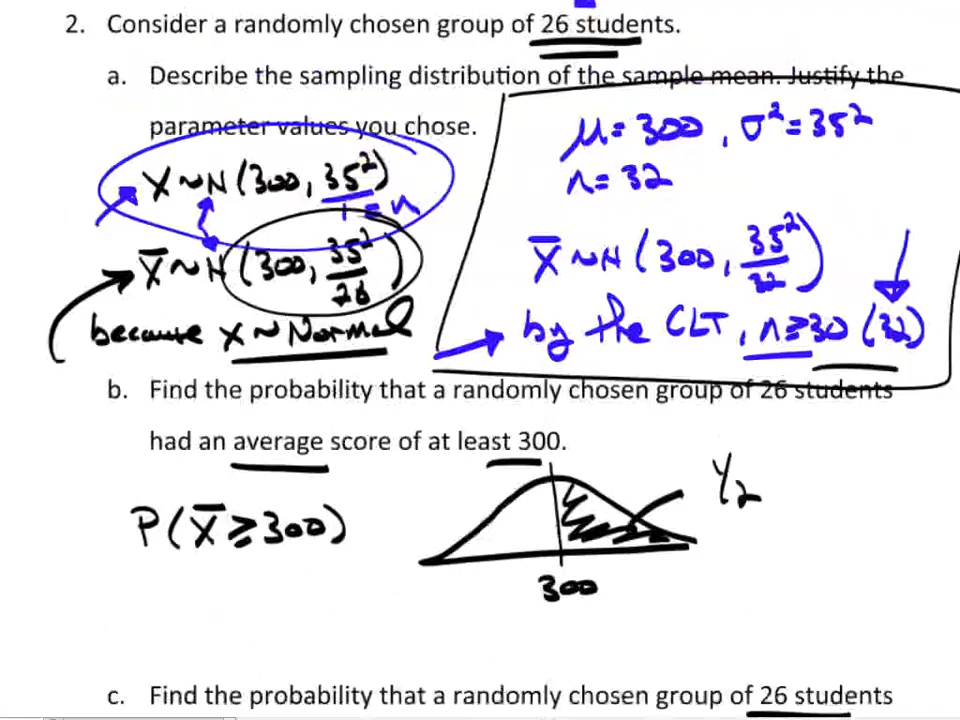 2. Consider a randomly chosen group of 26 students.
a. Describe the sampling distribution of the sample mean. Justify the
parameter values you chose.
μ = 300 , σ² = 35²
n = 32
X ~ N (300, 35²/1 = n)
X̄ ~ N (300, 35²/26)
because X ~ Normal
X̄ ~ N (300, 35²/32)
by the CLT, n ≥ 30 (32)
b. Find the probability that a randomly chosen group of 26 students
had an average score of at least 300.
P(X̄ ≥ 300)
1/2
300
c. Find the probability that a randomly chosen group of 26 students